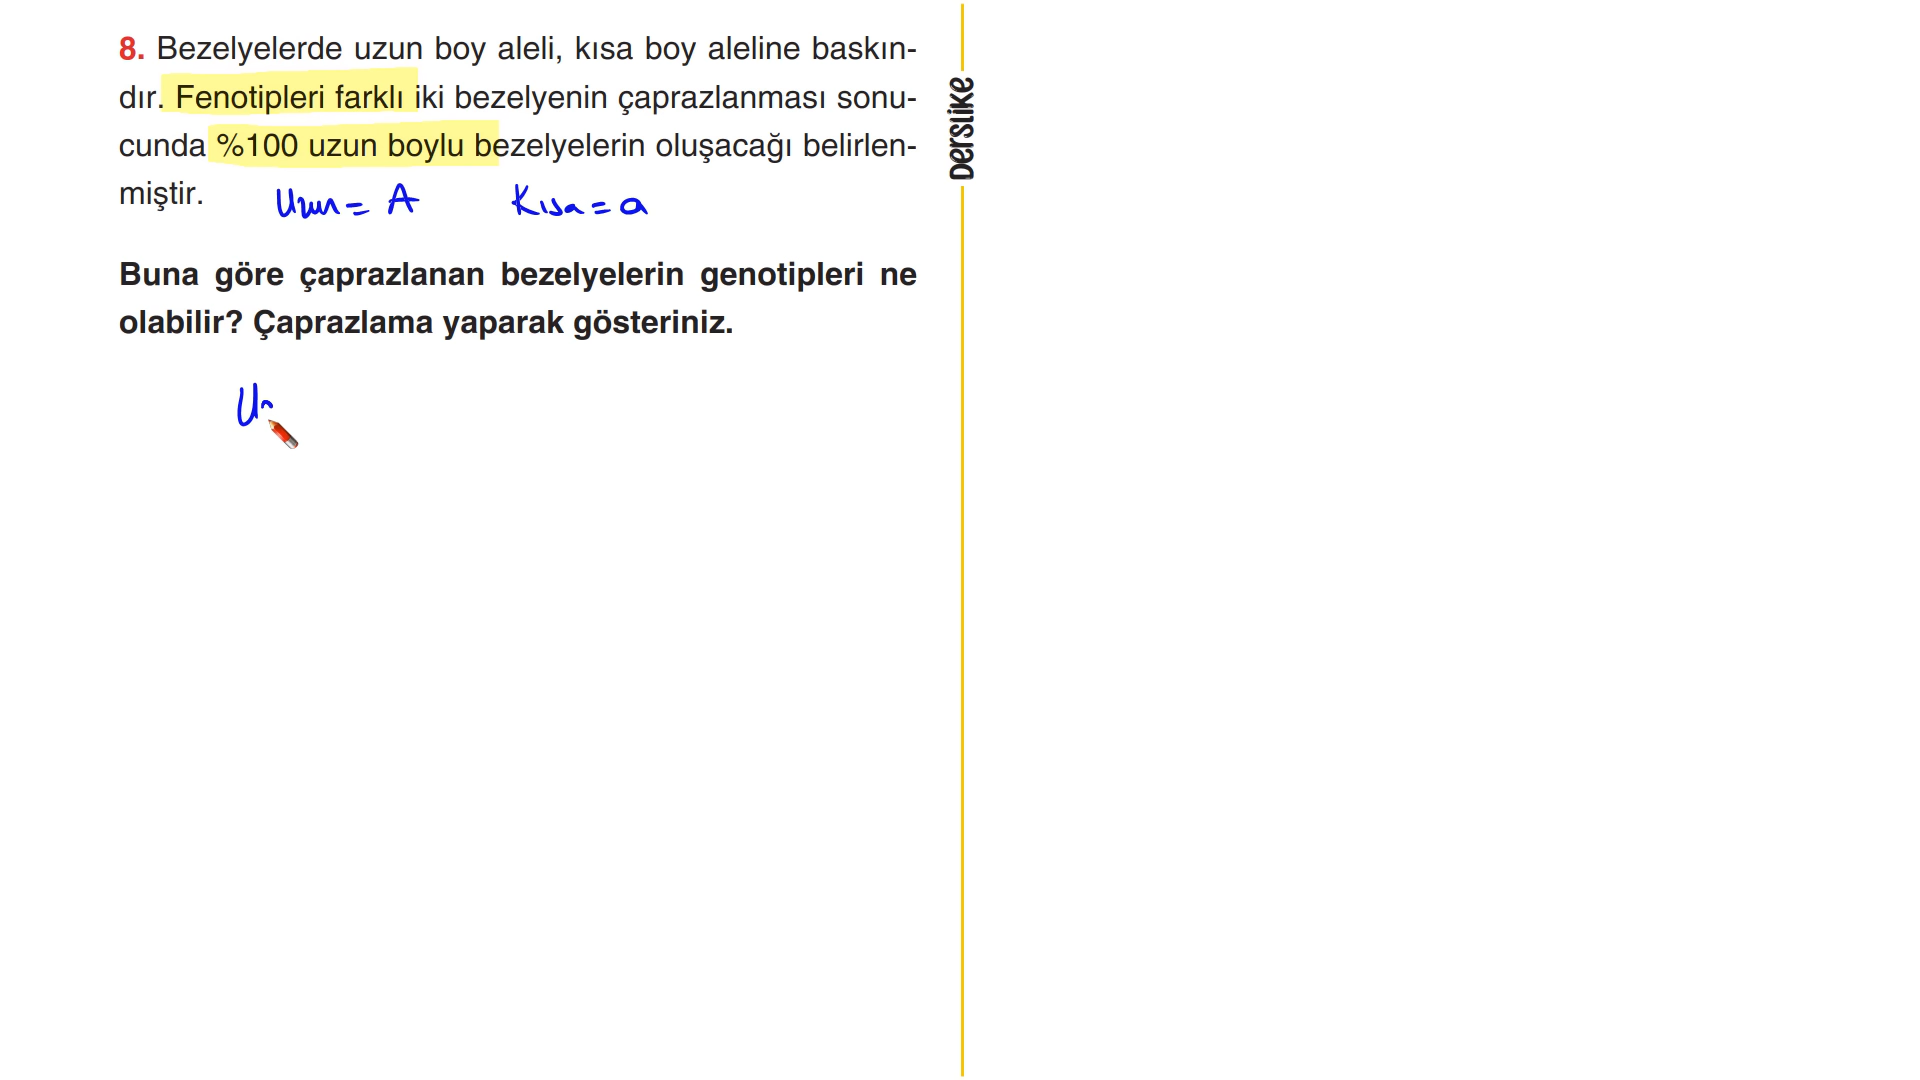 8. Bezelyelerde uzun boy aleli, kısa boy aleline baskın-
dır. Fenotipleri farklı iki bezelyenin çaprazlanması sonu-
cunda %100 uzun boylu bezelyelerin oluşacağı belirlen-
miştir.
Uzun = A Kısa = a
Buna göre çaprazlanan bezelyelerin genotipleri ne
olabilir? Çaprazlama yaparak gösteriniz.
Derslike